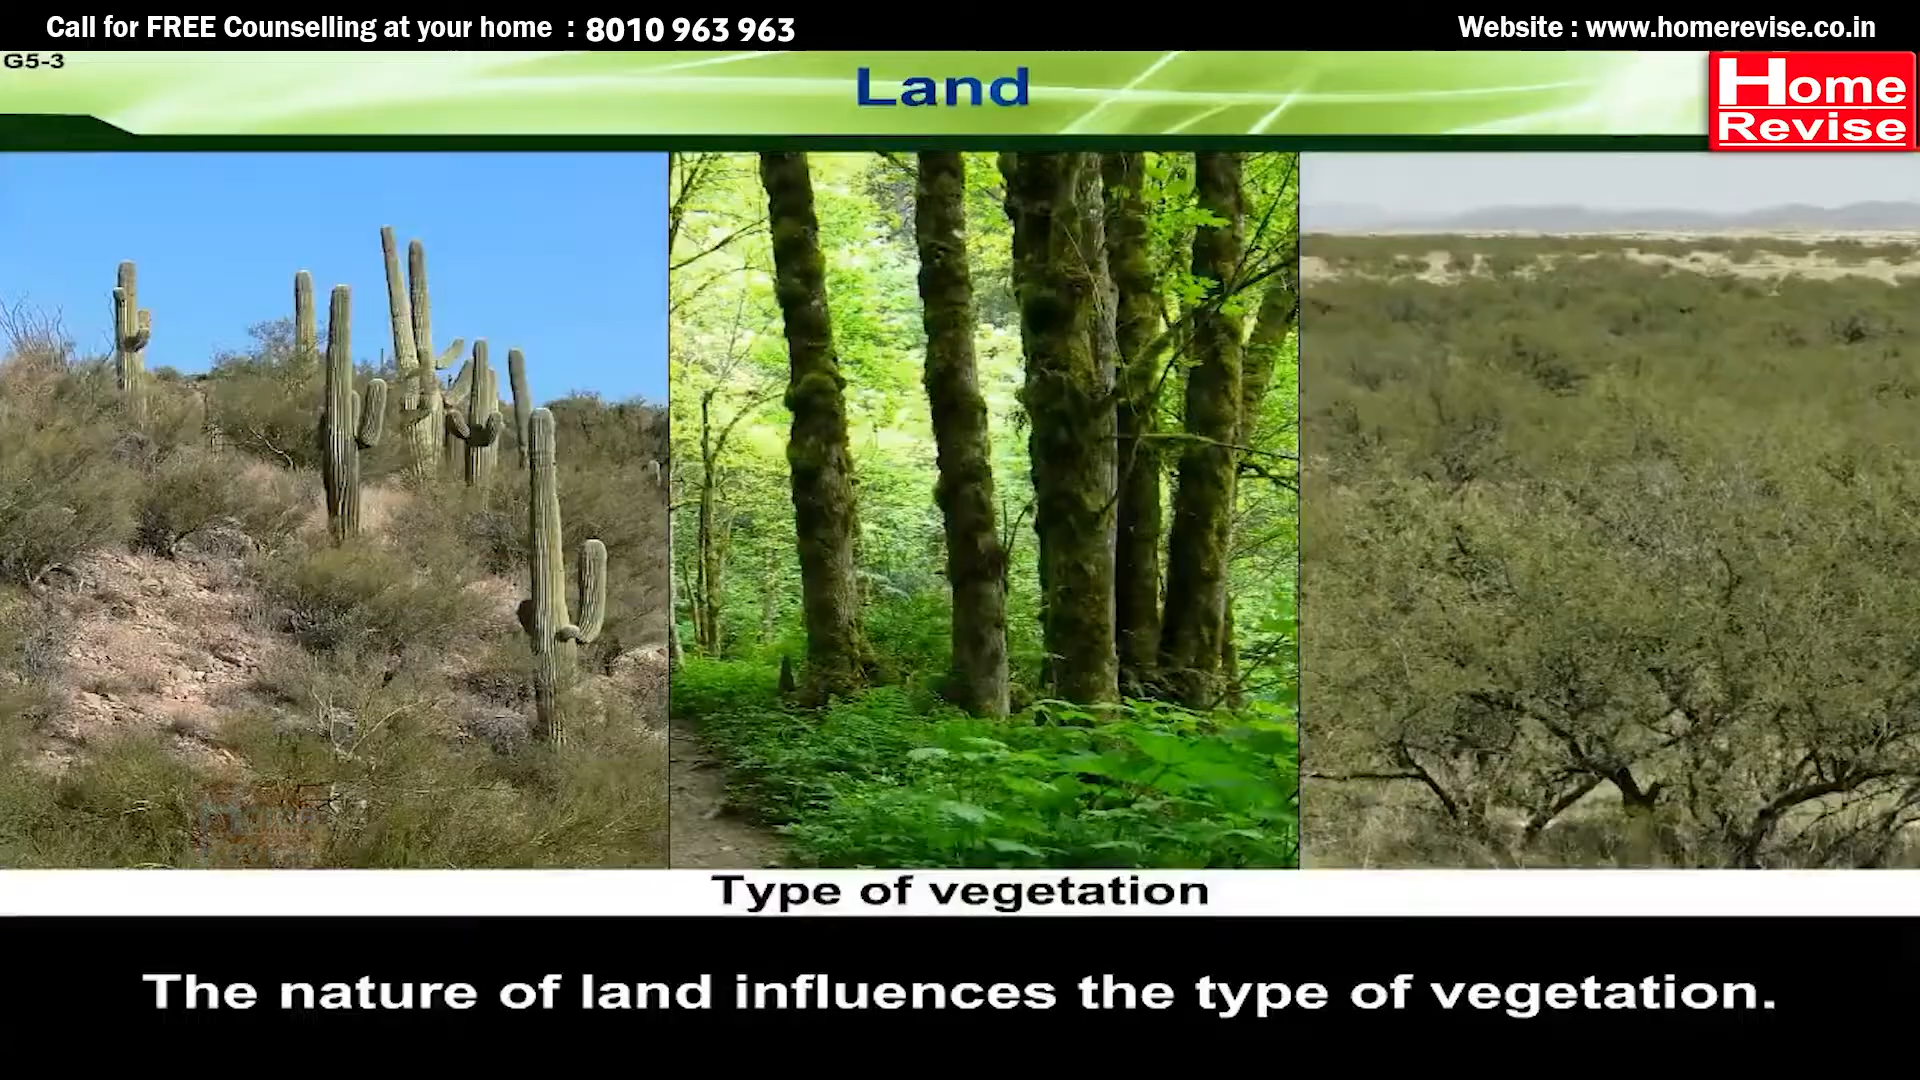 Call for FREE Counselling at your home : 8010 963 963
Website : www.homerevise.co.in
G5-3
Land
Home
Revise
Type of vegetation
The nature of land influences the type of vegetation.